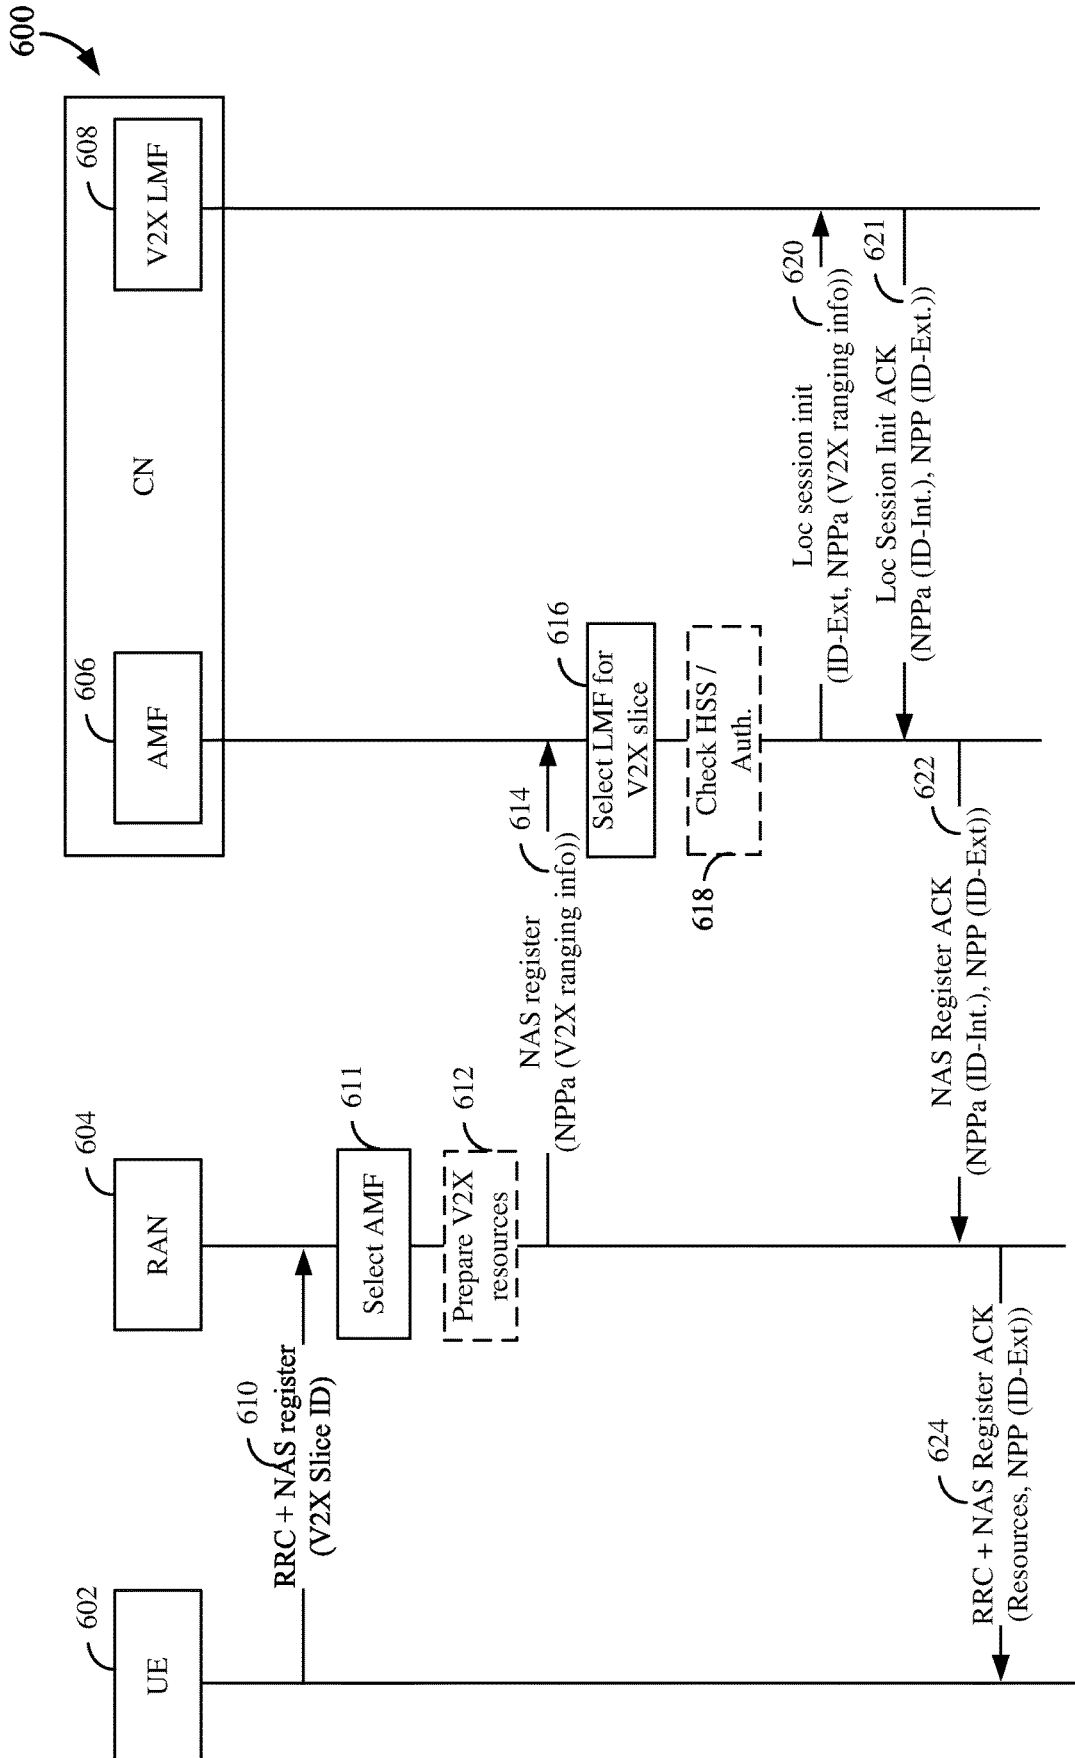 600
CN
602
604
606
608
UE
RAN
AMF
V2X LMF
610
RRC + NAS register
(V2X Slice ID)
611
Select AMF
612
Prepare V2X
resources
NAS register
614
(NPPa (V2X ranging info))
616
Select LMF for
V2X slice
618
Check HSS /
Auth.
Loc session init
620
(ID-Ext, NPPa (V2X ranging info))
621
Loc Session Init ACK
(NPPa (ID-Int.), NPP (ID-Ext.))
NAS Register ACK
622
(NPPa (ID-Int.), NPP (ID-Ext))
624
RRC + NAS Register ACK
(Resources, NPP (ID-Ext))